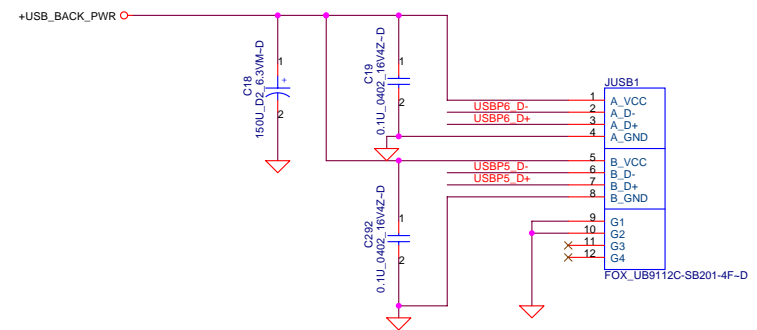 +USB_BACK_PWR
C18
150U_D2_6.3VM~D
1
2
C19
0.1U_0402_16V4Z~D
1
2
C292
0.1U_0402_16V4Z~D
1
2
JUSB1
1 A_VCC
USBP6_D- 2 A_D-
USBP6_D+ 3 A_D+
4 A_GND
5 B_VCC
USBP5_D- 6 B_D-
USBP5_D+ 7 B_D+
8 B_GND
9 G1
10 G2
11 G3
12 G4
FOX_UB9112C-SB201-4F~D